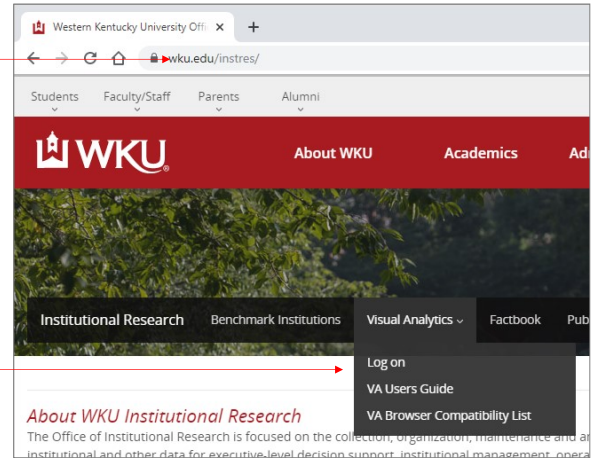 Western Kentucky University Offi
wku.edu/instres/
Students Faculty/Staff Parents Alumni
WKU®
About WKU Academics Ad
Institutional Research Benchmark Institutions Visual Analytics Factbook Pub
Log on
VA Users Guide
VA Browser Compatibility List
About WKU Institutional Research
The Office of Institutional Research is focused on the collection, organization, maintenance and an
institutional and other data for executive-level decision support, institutional management, opera